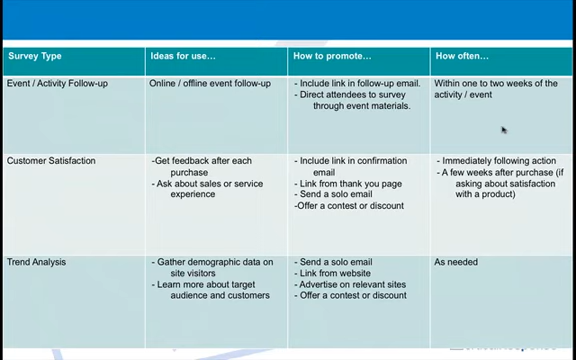 Survey Type
Ideas for use…
How to promote…
How often…
Event / Activity Follow-up
Online / offline event follow-up
- Include link in follow-up email.
- Direct attendees to survey
through event materials.
Within one to two weeks of the
activity / event
Customer Satisfaction
-Get feedback after each
purchase
- Ask about sales or service
experience
- Include link in confirmation
email
- Link from thank you page
- Send a solo email
-Offer a contest or discount
- Immediately following action
- A few weeks after purchase (if
asking about satisfaction
with a product)
Trend Analysis
- Gather demographic data on
site visitors
- Learn more about target
audience and customers
- Send a solo email
- Link from website
- Advertise on relevant sites
- Offer a contest or discount
As needed